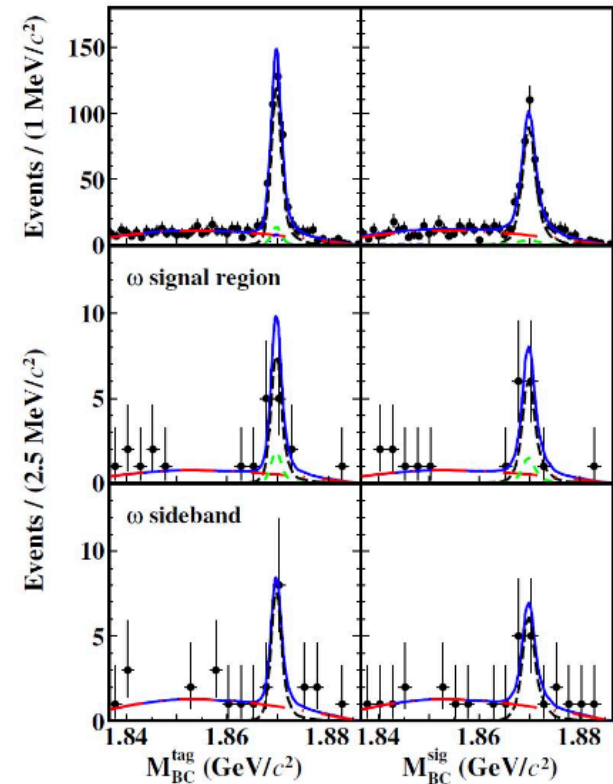 Events / (1 MeV/c²)
150
100
50
0
ω signal region
Events / (2.5 MeV/c²)
10
5
0
ω sideband
10
5
0
1.84 1.86 1.88 1.84 1.86 1.88
M_BC^tag (GeV/c²) M_BC^sig (GeV/c²)